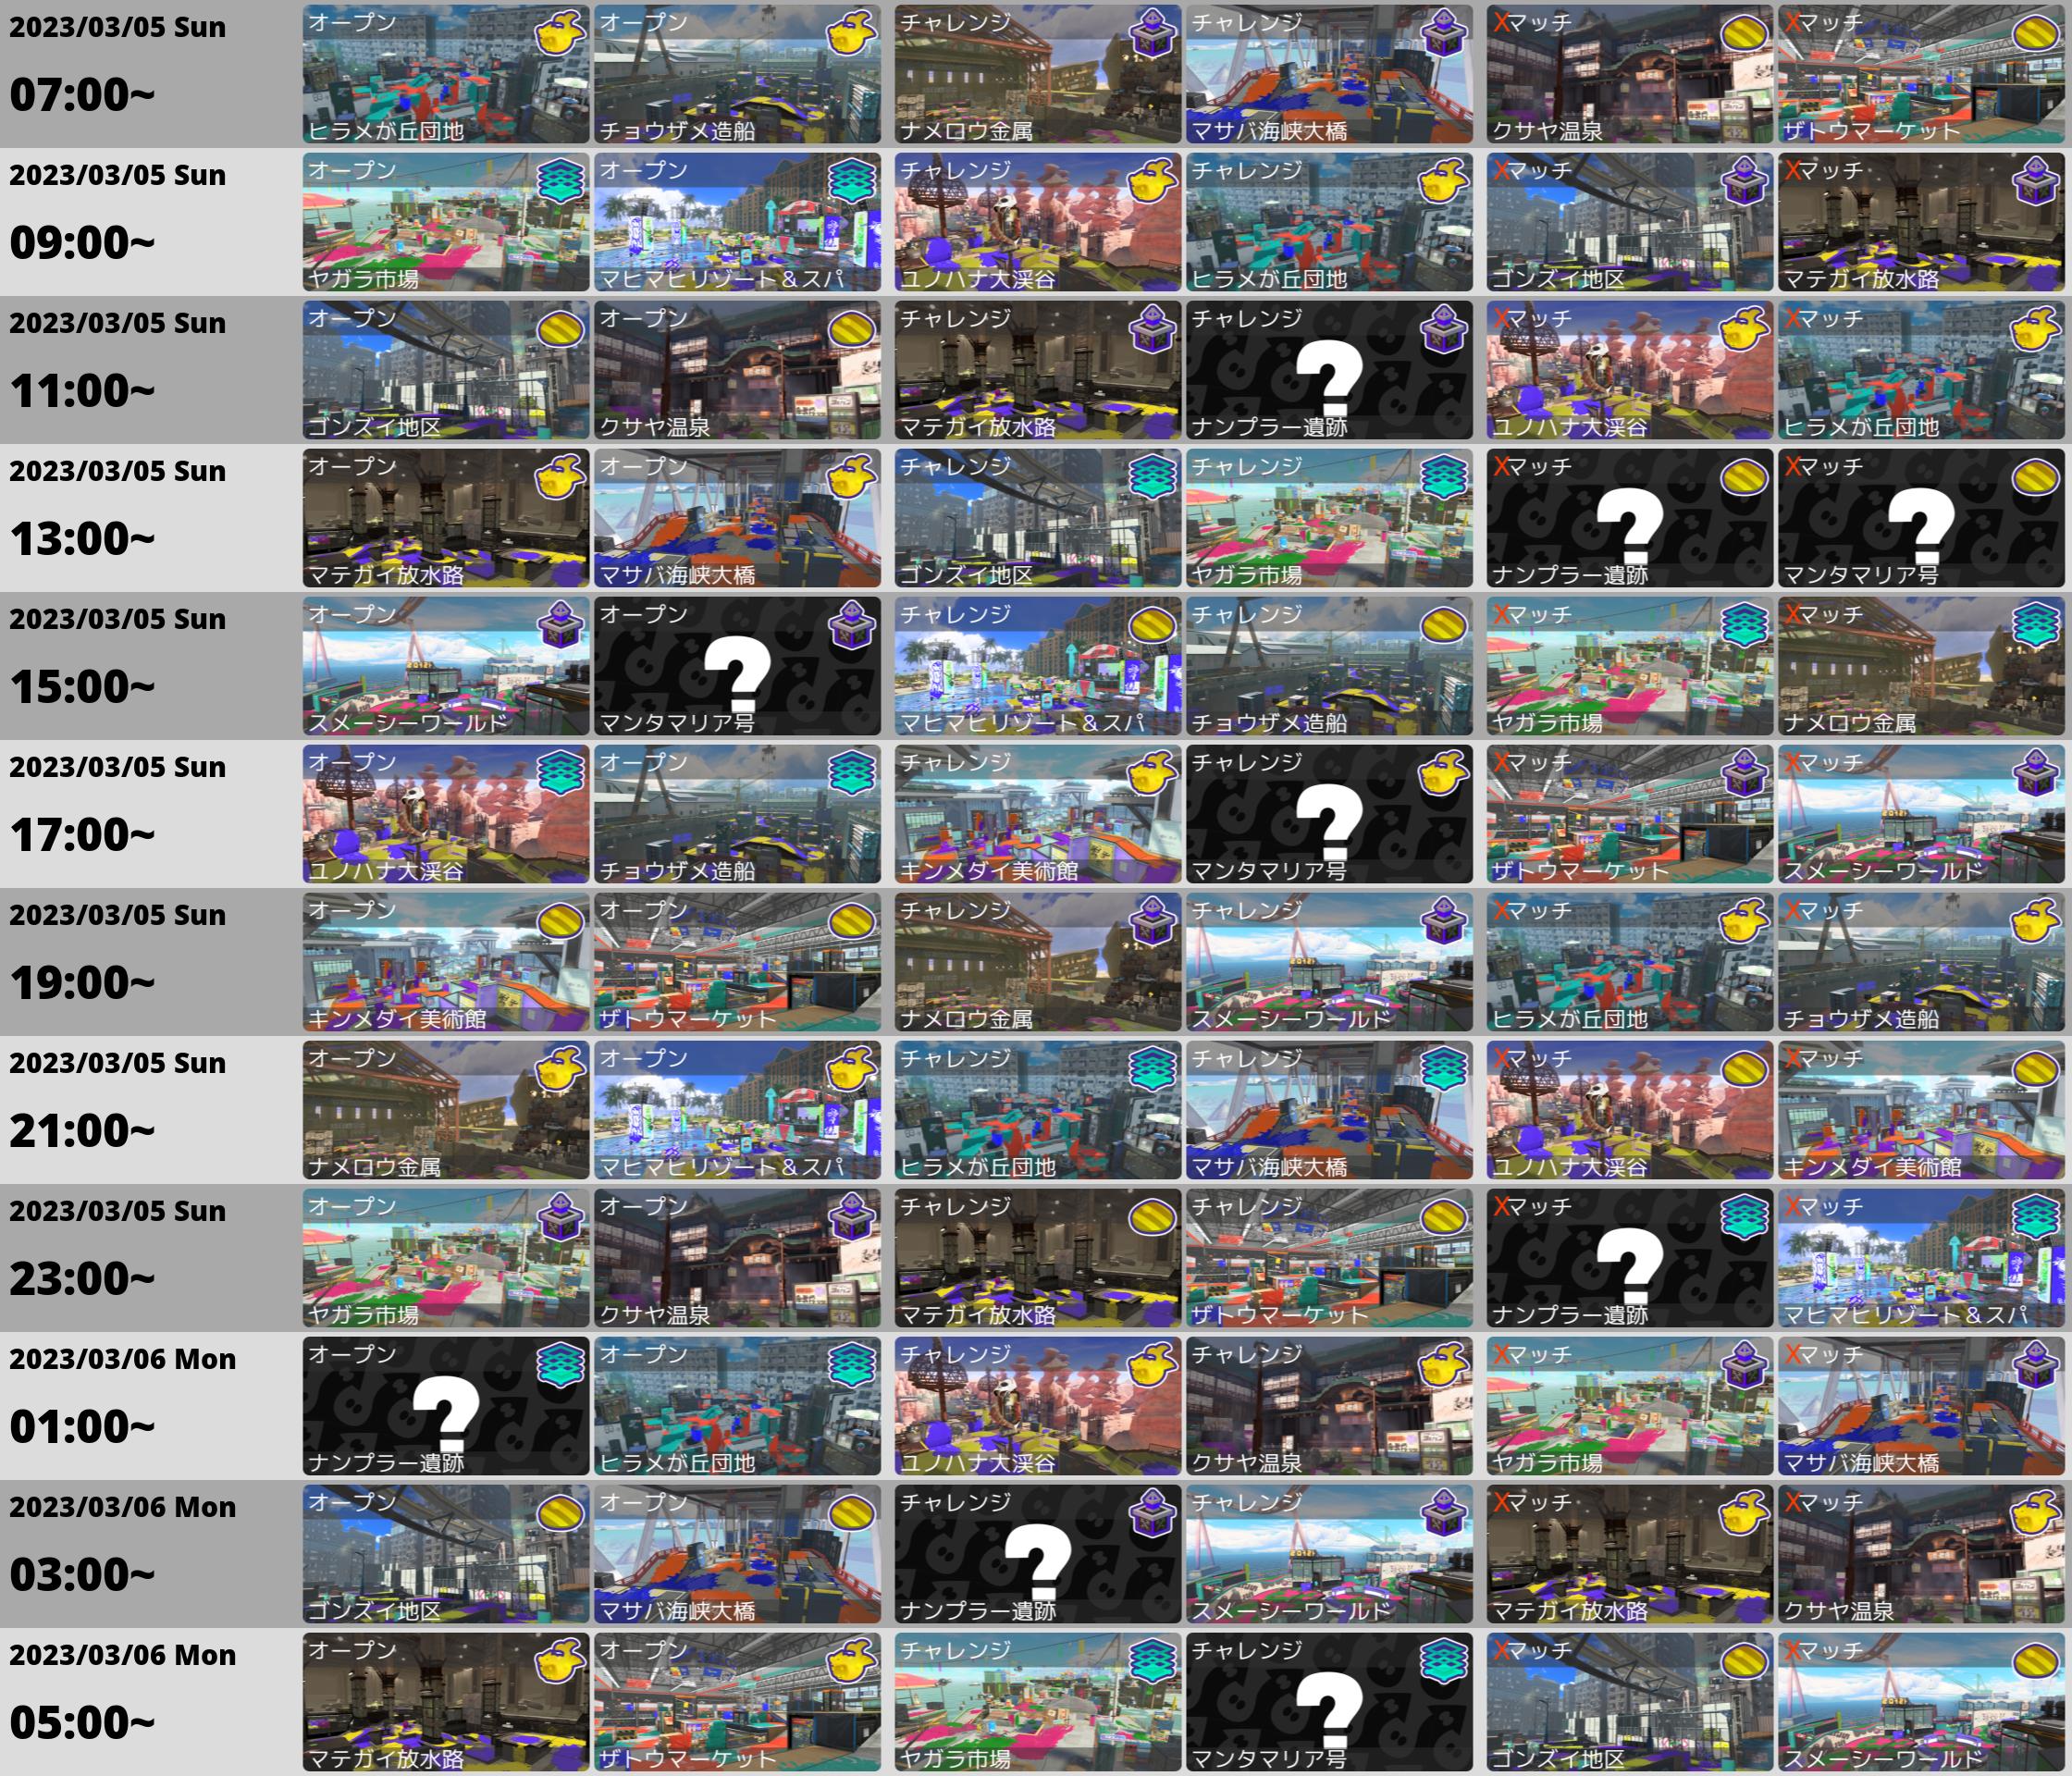 2023/03/05 Sun
07:00~
オープン オープン チャレンジ チャレンジ Xマッチ Xマッチ
ヒラメが丘団地 チョウザメ造船 ナメロウ金属 マサバ海峡大橋 クサヤ温泉 ザトウマーケット
2023/03/05 Sun
09:00~
オープン オープン チャレンジ チャレンジ Xマッチ Xマッチ
ヤガラ市場 マヒマヒリゾート&スパ ユノハナ大渓谷 ヒラメが丘団地 ゴンズイ地区 マテガイ放水路
2023/03/05 Sun
11:00~
オープン オープン チャレンジ チャレンジ Xマッチ Xマッチ
ゴンズイ地区 クサヤ温泉 マテガイ放水路 ナンプラー遺跡 ユノハナ大渓谷 ヒラメが丘団地
2023/03/05 Sun
13:00~
オープン オープン チャレンジ チャレンジ Xマッチ Xマッチ
マテガイ放水路 マサバ海峡大橋 ゴンズイ地区 ヤガラ市場 ナンプラー遺跡 マンタマリア号
2023/03/05 Sun
15:00~
オープン オープン チャレンジ チャレンジ Xマッチ Xマッチ
スメーシーワールド マンタマリア号 マヒマヒリゾート&スパ チョウザメ造船 ヤガラ市場 ナメロウ金属
2023/03/05 Sun
17:00~
オープン オープン チャレンジ チャレンジ Xマッチ Xマッチ
ユノハナ大渓谷 チョウザメ造船 キンメダイ美術館 マンタマリア号 ザトウマーケット スメーシーワールド
2023/03/05 Sun
19:00~
オープン オープン チャレンジ チャレンジ Xマッチ Xマッチ
キンメダイ美術館 ザトウマーケット ナメロウ金属 スメーシーワールド ヒラメが丘団地 チョウザメ造船
2023/03/05 Sun
21:00~
オープン オープン チャレンジ チャレンジ Xマッチ Xマッチ
ナメロウ金属 マヒマヒリゾート&スパ ヒラメが丘団地 マサバ海峡大橋 ユノハナ大渓谷 キンメダイ美術館
2023/03/05 Sun
23:00~
オープン オープン チャレンジ チャレンジ Xマッチ Xマッチ
ヤガラ市場 クサヤ温泉 マテガイ放水路 ザトウマーケット ナンプラー遺跡 マヒマヒリゾート&スパ
2023/03/06 Mon
01:00~
オープン オープン チャレンジ チャレンジ Xマッチ Xマッチ
ナンプラー遺跡 ヒラメが丘団地 ユノハナ大渓谷 クサヤ温泉 ヤガラ市場 マサバ海峡大橋
2023/03/06 Mon
03:00~
オープン オープン チャレンジ チャレンジ Xマッチ Xマッチ
ゴンズイ地区 マサバ海峡大橋 ナンプラー遺跡 スメーシーワールド マテガイ放水路 クサヤ温泉
2023/03/06 Mon
05:00~
オープン オープン チャレンジ チャレンジ Xマッチ Xマッチ
マテガイ放水路 ザトウマーケット ヤガラ市場 マンタマリア号 ゴンズイ地区 スメーシーワールド